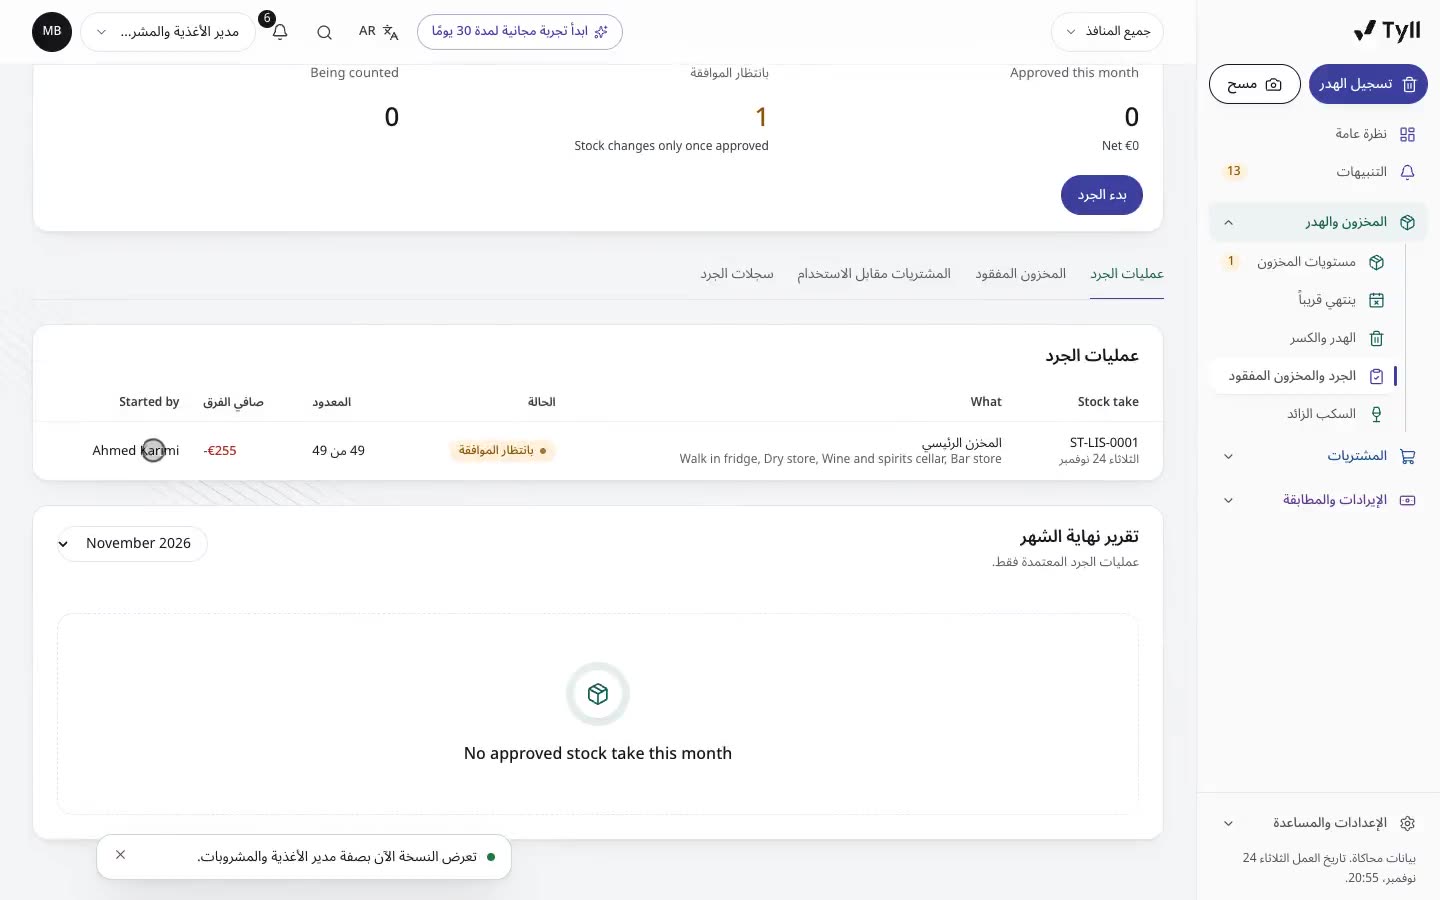 Tyll
تسجيل الهدر
مسح
نظرة عامة
التنبيهات
13
المخزون والهدر
مستويات المخزون
1
ينتهي قريباً
الهدر والكسر
الجرد والمخزون المفقود
السكب الزائد
المشتريات
الإيرادات والمطابقة
الإعدادات والمساعدة
بيانات محاكاة. تاريخ العمل الثلاثاء 24
نوفمبر، 20:55.
جميع المنافذ
ابدأ تجربة مجانية لمدة 30 يومًا
AR
6
مدير الأغذية والمشر...
MB
Approved this month
0
Net €0
بانتظار الموافقة
1
Stock changes only once approved
Being counted
0
بدء الجرد
عمليات الجرد
المخزون المفقود
المشتريات مقابل الاستخدام
سجلات الجرد
عمليات الجرد
Stock take
What
الحالة
المعدود
صافي الفرق
Started by
ST-LIS-0001
الثلاثاء 24 نوفمبر
المخزن الرئيسي
Walk in fridge, Dry store, Wine and spirits cellar, Bar store
بانتظار الموافقة
49 من 49
-€255
Ahmed Karimi
تقرير نهاية الشهر
عمليات الجرد المعتمدة فقط.
November 2026
No approved stock take this month
تعرض النسخة الآن بصفة مدير الأغذية والمشروبات.